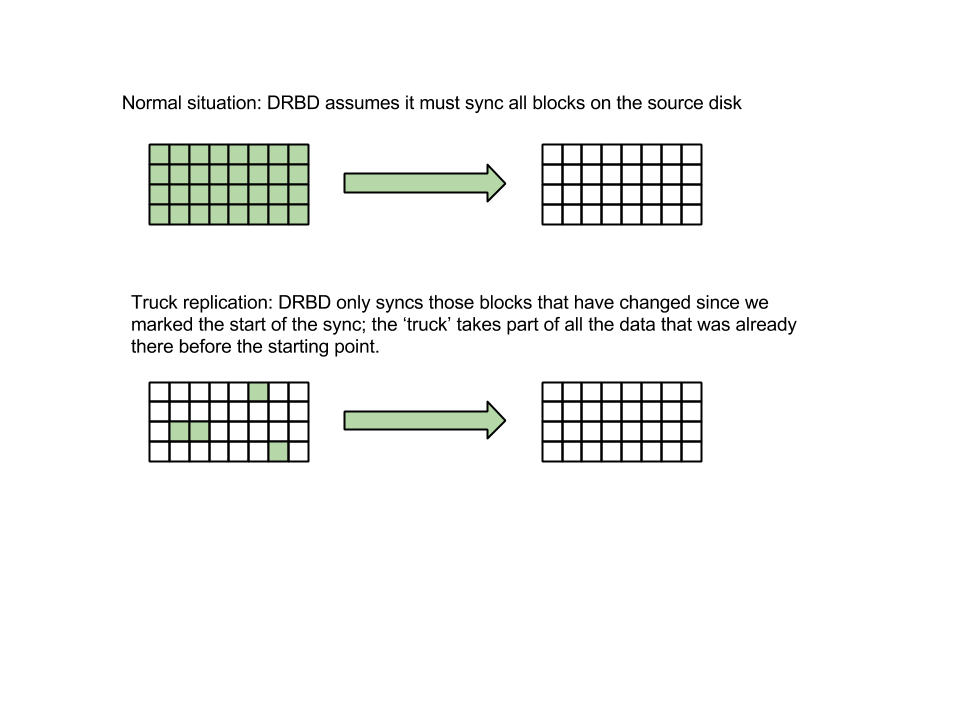 Normal situation: DRBD assumes it must sync all blocks on the source disk
Truck replication: DRBD only syncs those blocks that have changed since we
marked the start of the sync; the ‘truck’ takes part of all the data that was already
there before the starting point.